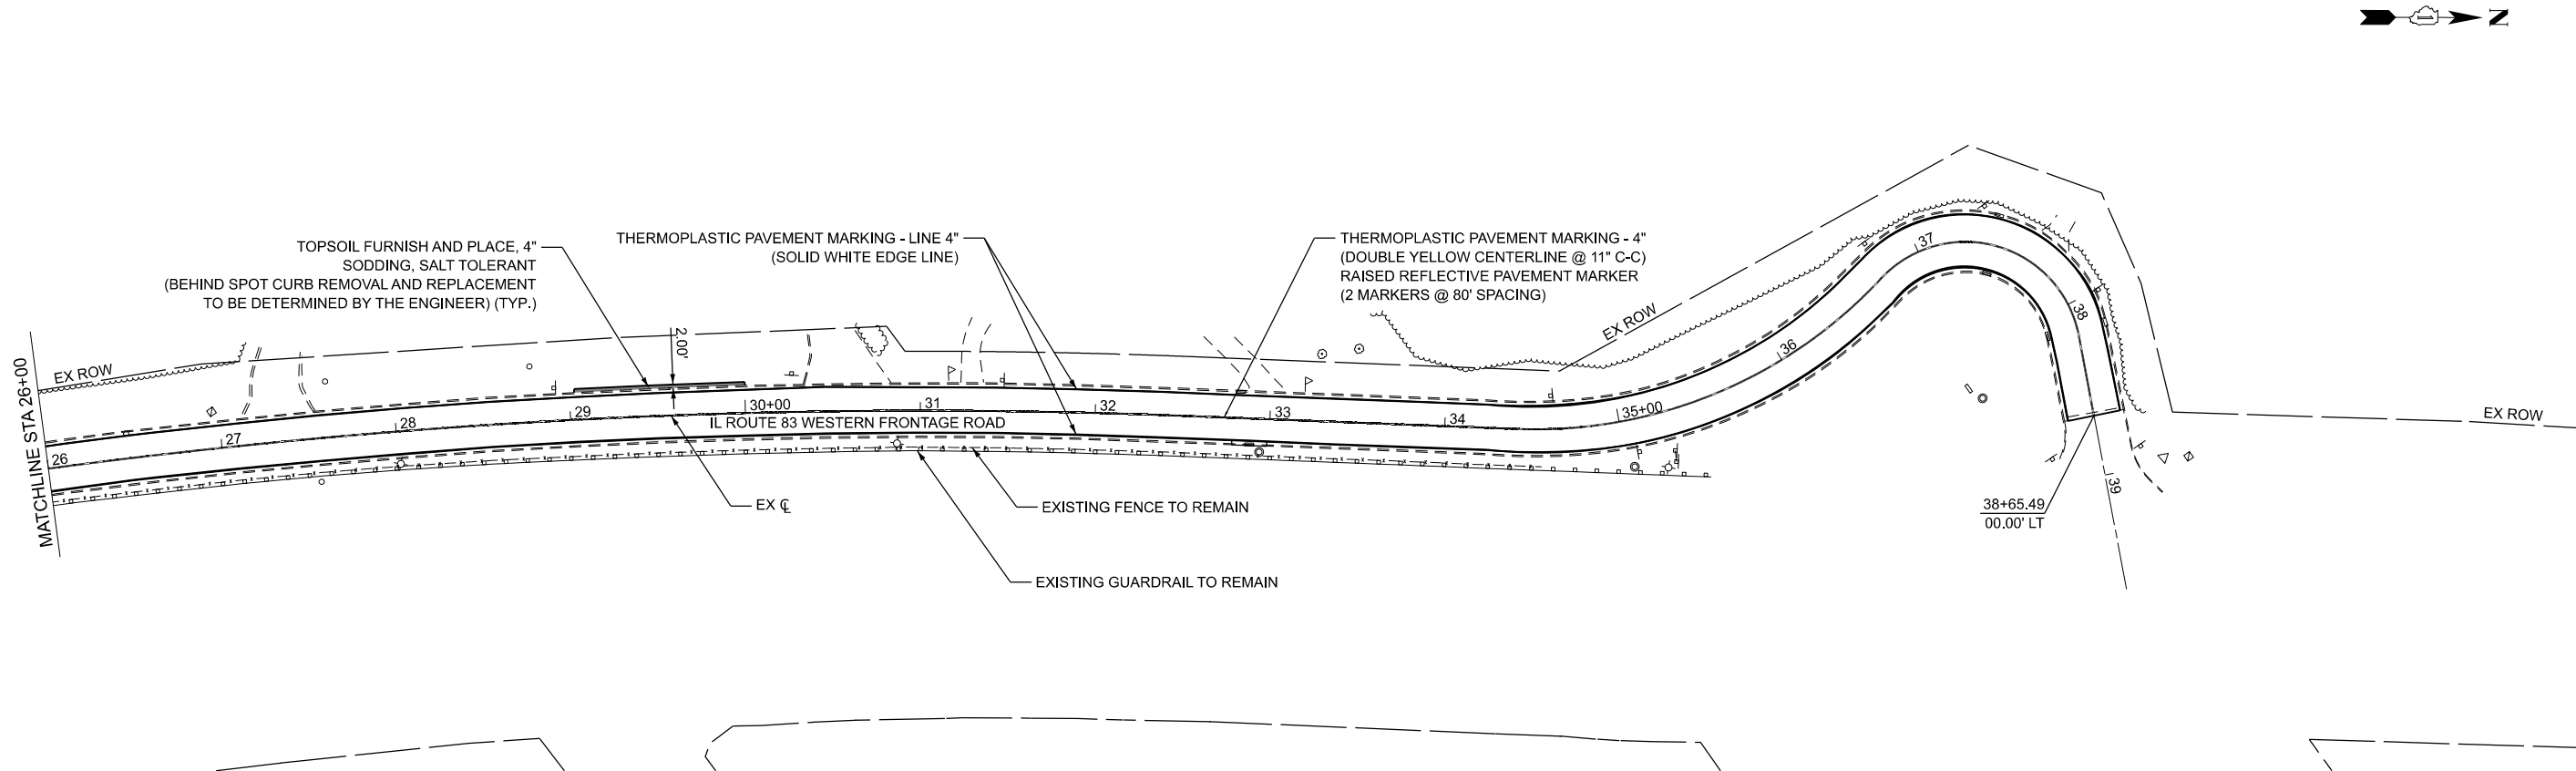 N
TOPSOIL FURNISH AND PLACE, 4"
SODDING, SALT TOLERANT
(BEHIND SPOT CURB REMOVAL AND REPLACEMENT
TO BE DETERMINED BY THE ENGINEER) (TYP.)
THERMOPLASTIC PAVEMENT MARKING - LINE 4"
(SOLID WHITE EDGE LINE)
THERMOPLASTIC PAVEMENT MARKING - 4"
(DOUBLE YELLOW CENTERLINE @ 11" C-C)
RAISED REFLECTIVE PAVEMENT MARKER
(2 MARKERS @ 80' SPACING)
MATCHLINE STA 26+00
EX ROW
2.00'
EX ROW
EX ROW
26
27
28
29
30+00
31
32
33
34
35+00
36
37
38
39
IL ROUTE 83 WESTERN FRONTAGE ROAD
EX ℄
EXISTING FENCE TO REMAIN
EXISTING GUARDRAIL TO REMAIN
38+65.49
00.00' LT